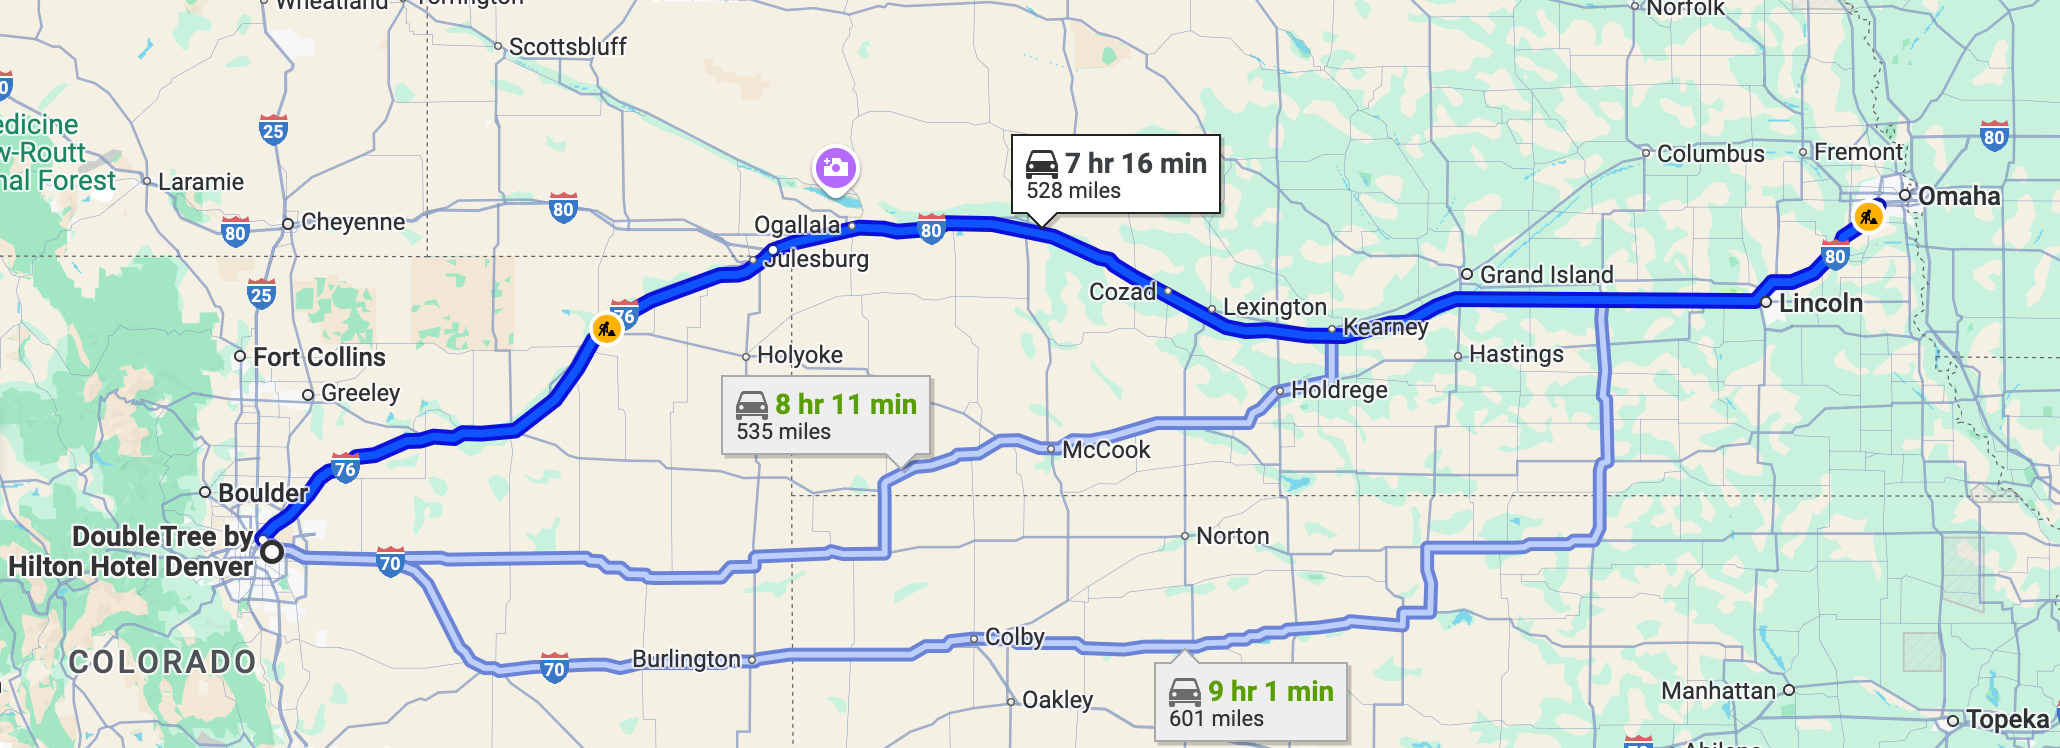 Wheatland
Torrington
Norfolk
Scottsbluff
25
80
edicine
w-Routt
nal Forest
Laramie
Columbus
Fremont
7 hr 16 min
528 miles
Omaha
80
80
Cheyenne
Ogallala
80
80
Julesburg
25
Cozad
Lexington
Grand Island
Lincoln
76
Kearney
Fort Collins
Holyoke
Hastings
Greeley
Holdrege
8 hr 11 min
535 miles
McCook
76
Boulder
DoubleTree by
Hilton Hotel Denver
70
Norton
COLORADO
70
Burlington
Colby
9 hr 1 min
601 miles
Oakley
Manhattan
Topeka